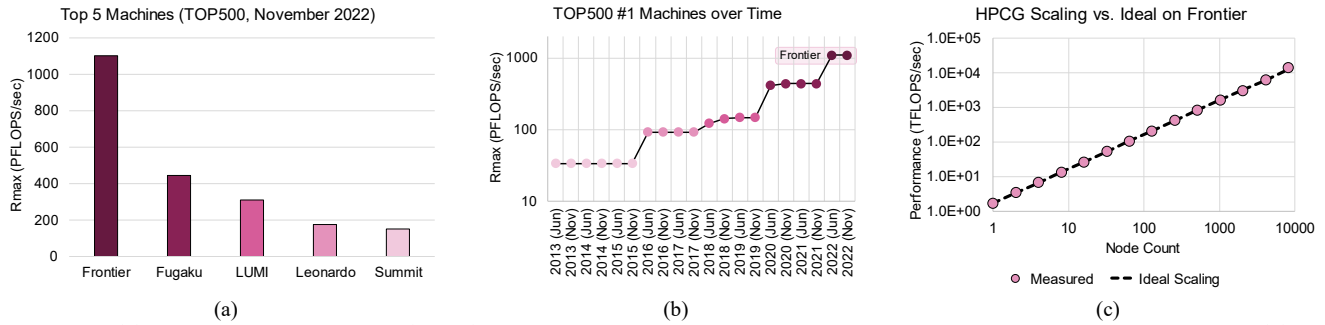 Top 5 Machines (TOP500, November 2022)
Rmax (PFLOPS/sec)
1200
1000
800
600
400
200
0
Frontier Fugaku LUMI Leonardo Summit
(a)
TOP500 #1 Machines over Time
Rmax (PFLOPS/sec)
1000
100
10
Frontier
2013 (Jun)
2013 (Nov)
2014 (Jun)
2014 (Nov)
2015 (Jun)
2015 (Nov)
2016 (Jun)
2016 (Nov)
2017 (Jun)
2017 (Nov)
2018 (Jun)
2018 (Nov)
2019 (Jun)
2019 (Nov)
2020 (Jun)
2020 (Nov)
2021 (Jun)
2021 (Nov)
2022 (Jun)
2022 (Nov)
(b)
HPCG Scaling vs. Ideal on Frontier
Performance (TFLOPS/sec)
1.0E+05
1.0E+04
1.0E+03
1.0E+02
1.0E+01
1.0E+00
1 10 100 1000 10000
Node Count
Measured Ideal Scaling
(c)